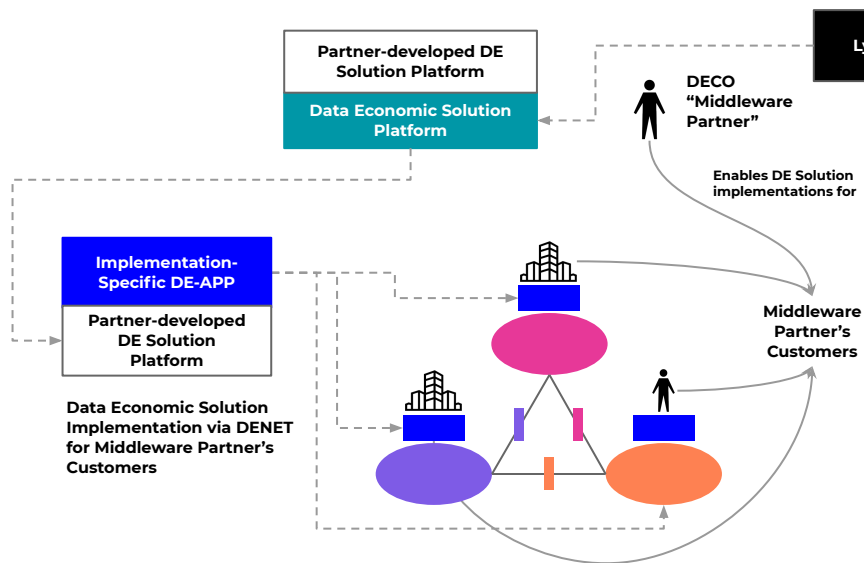 Partner-developed DE
Solution Platform
Data Economic Solution
Platform
DECO
“Middleware
Partner”
Enables DE Solution
implementations for
Implementation-
Specific DE-APP
Partner-developed
DE Solution
Platform
Middleware
Partner’s
Customers
Data Economic Solution
Implementation via DENET
for Middleware Partner’s
Customers